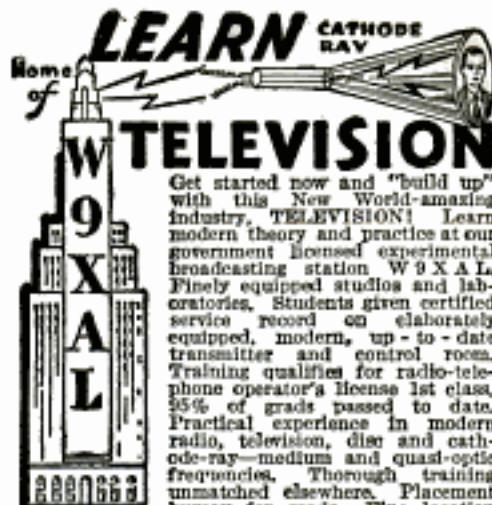 LEARN
CATHODE
RAY
Home
of
TELEVISION
W9XAL
Get started now and "build up"
with this New World-amazing
industry, TELEVISION! Learn
modern theory and practice at our
government licensed experimental
broadcasting station W9XAL
Finely equipped studios and lab-
oratories. Students given certified
service record on elaborately
equipped, modern, up-to-date
transmitter and control room.
Training qualifies for radio-tele-
phone operator's license 1st class,
95% of grads passed to date.
Practical experience in modern
radio, television, disc and cath-
ode-ray—medium and quasi-optic
frequencies. Thorough training
unmatched elsewhere. Placement